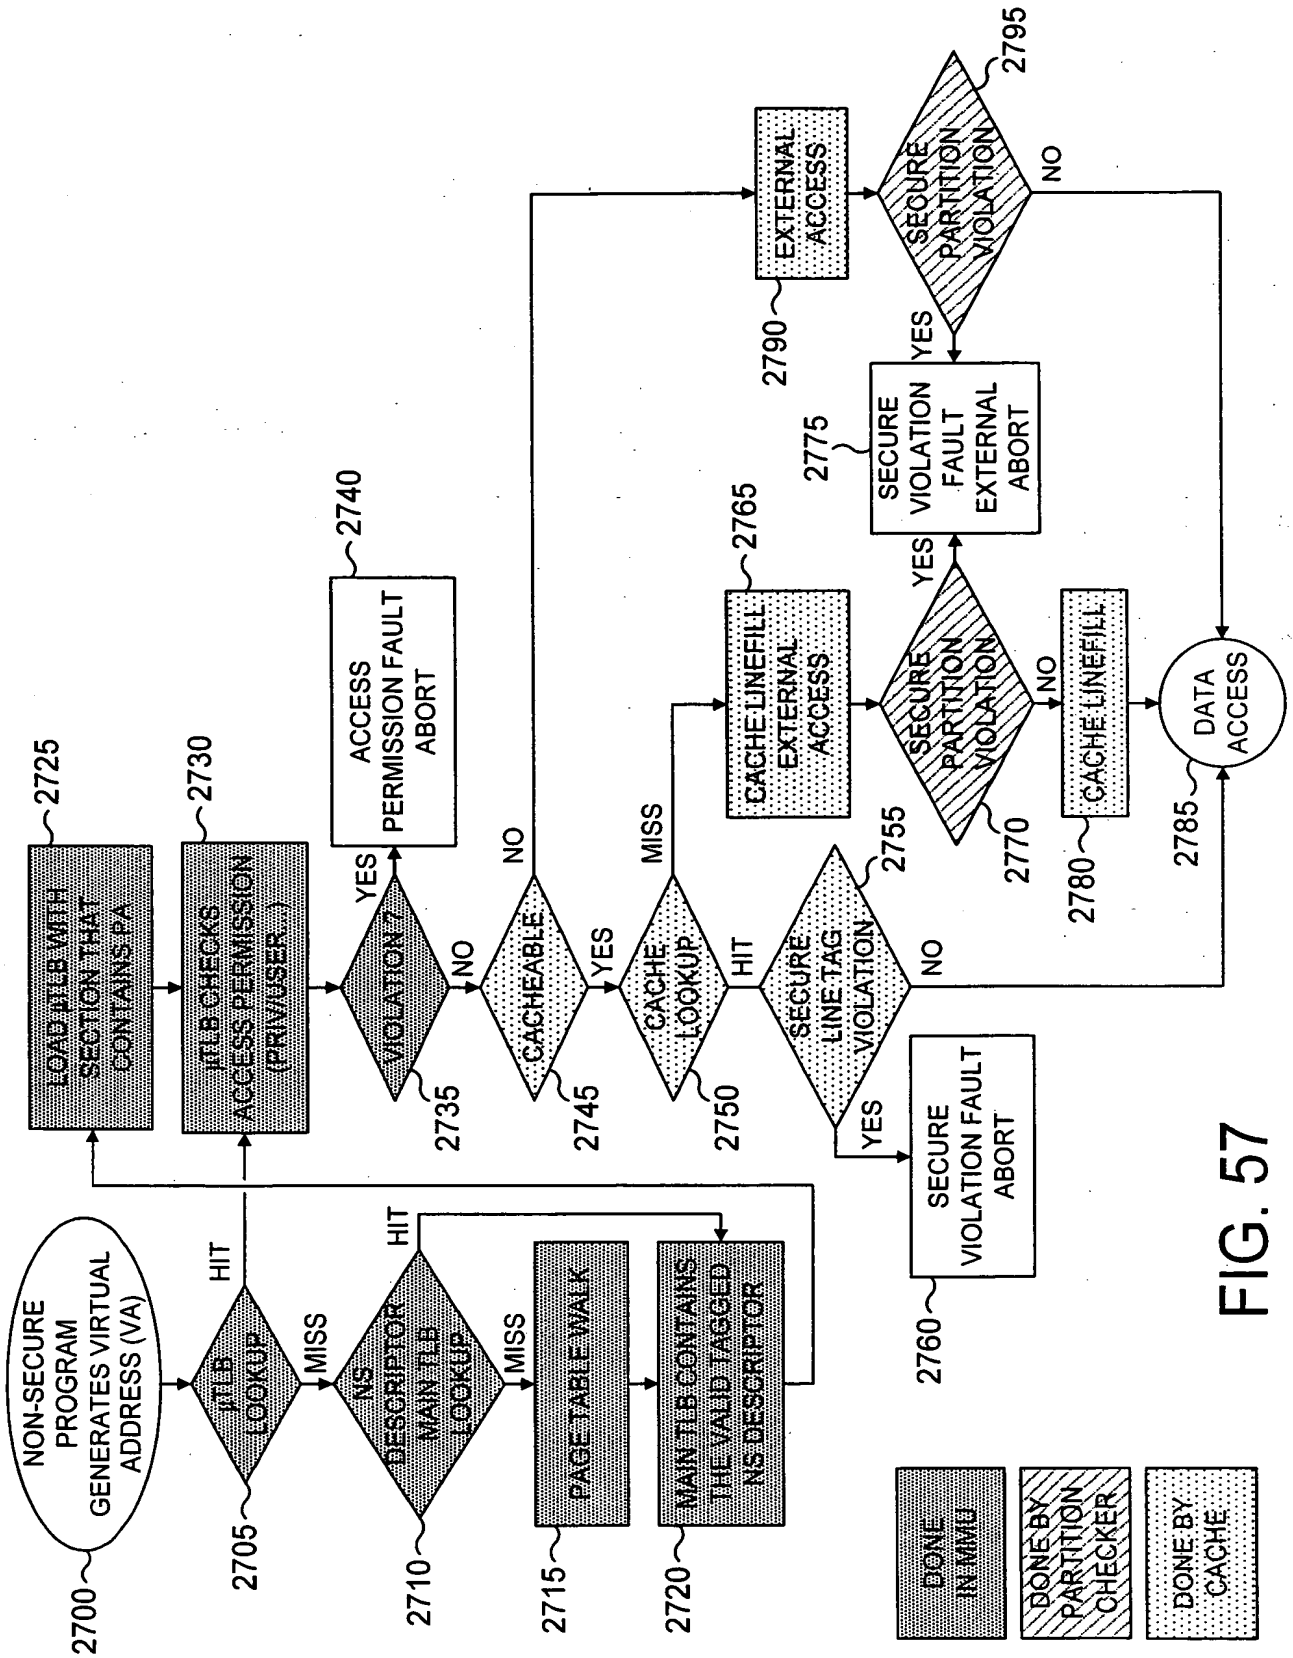 NON-SECURE
PROGRAM
GENERATES VIRTUAL
ADDRESS (VA)
2700
µTLB
LOOKUP
2705
HIT
MISS
NS
DESCRIPTOR
MAIN TLB
LOOKUP
2710
HIT
MISS
PAGE TABLE WALK
2715
MAIN TLB CONTAINS
THE VALID TAGGED
NS DESCRIPTOR
2720
LOAD µTLB WITH
SECTION THAT
CONTAINS PA
2725
µTLB CHECKS
ACCESS PERMISSION
(PRIV/USER...)
2730
VIOLATION?
2735
YES
NO
ACCESS
PERMISSION FAULT
ABORT
2740
CACHEABLE
2745
NO
YES
CACHE
LOOKUP
2750
MISS
HIT
SECURE
LINE TAG
VIOLATION
2755
YES
NO
SECURE
VIOLATION FAULT
ABORT
2760
CACHE LINEFILL
EXTERNAL
ACCESS
2765
SECURE
PARTITION
VIOLATION
2770
YES
NO
SECURE
VIOLATION
FAULT
EXTERNAL
ABORT
2775
CACHE LINEFILL
2780
DATA
ACCESS
2785
EXTERNAL
ACCESS
2790
SECURE
PARTITION
VIOLATION
2795
YES
NO
DONE
IN MMU
DONE BY
PARTITION
CHECKER
DONE BY
CACHE
FIG. 57